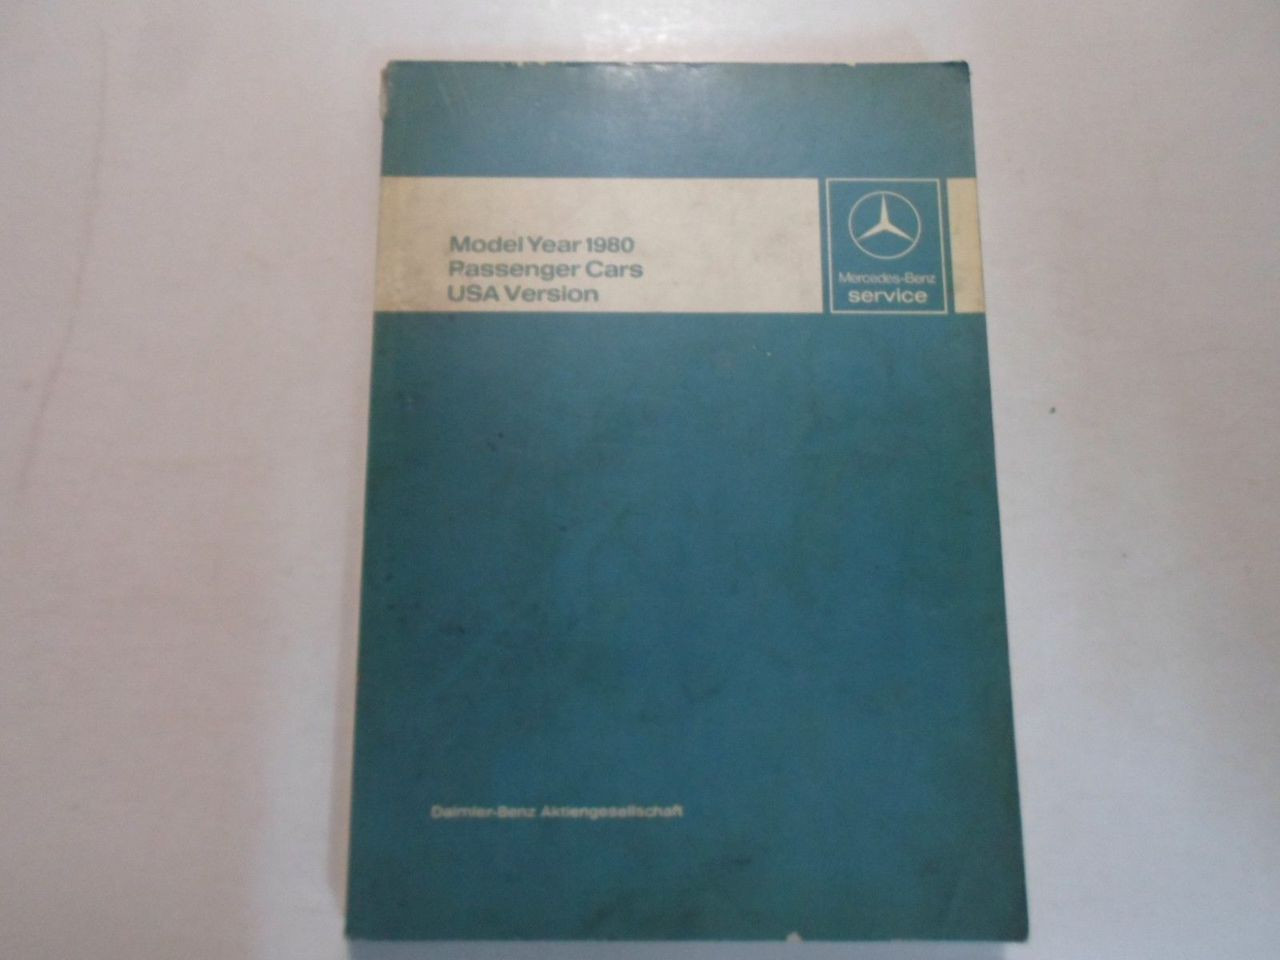 Model Year 1980
Passenger Cars
USA Version
Mercedes-Benz
service
Daimler-Benz Aktiengesellschaft